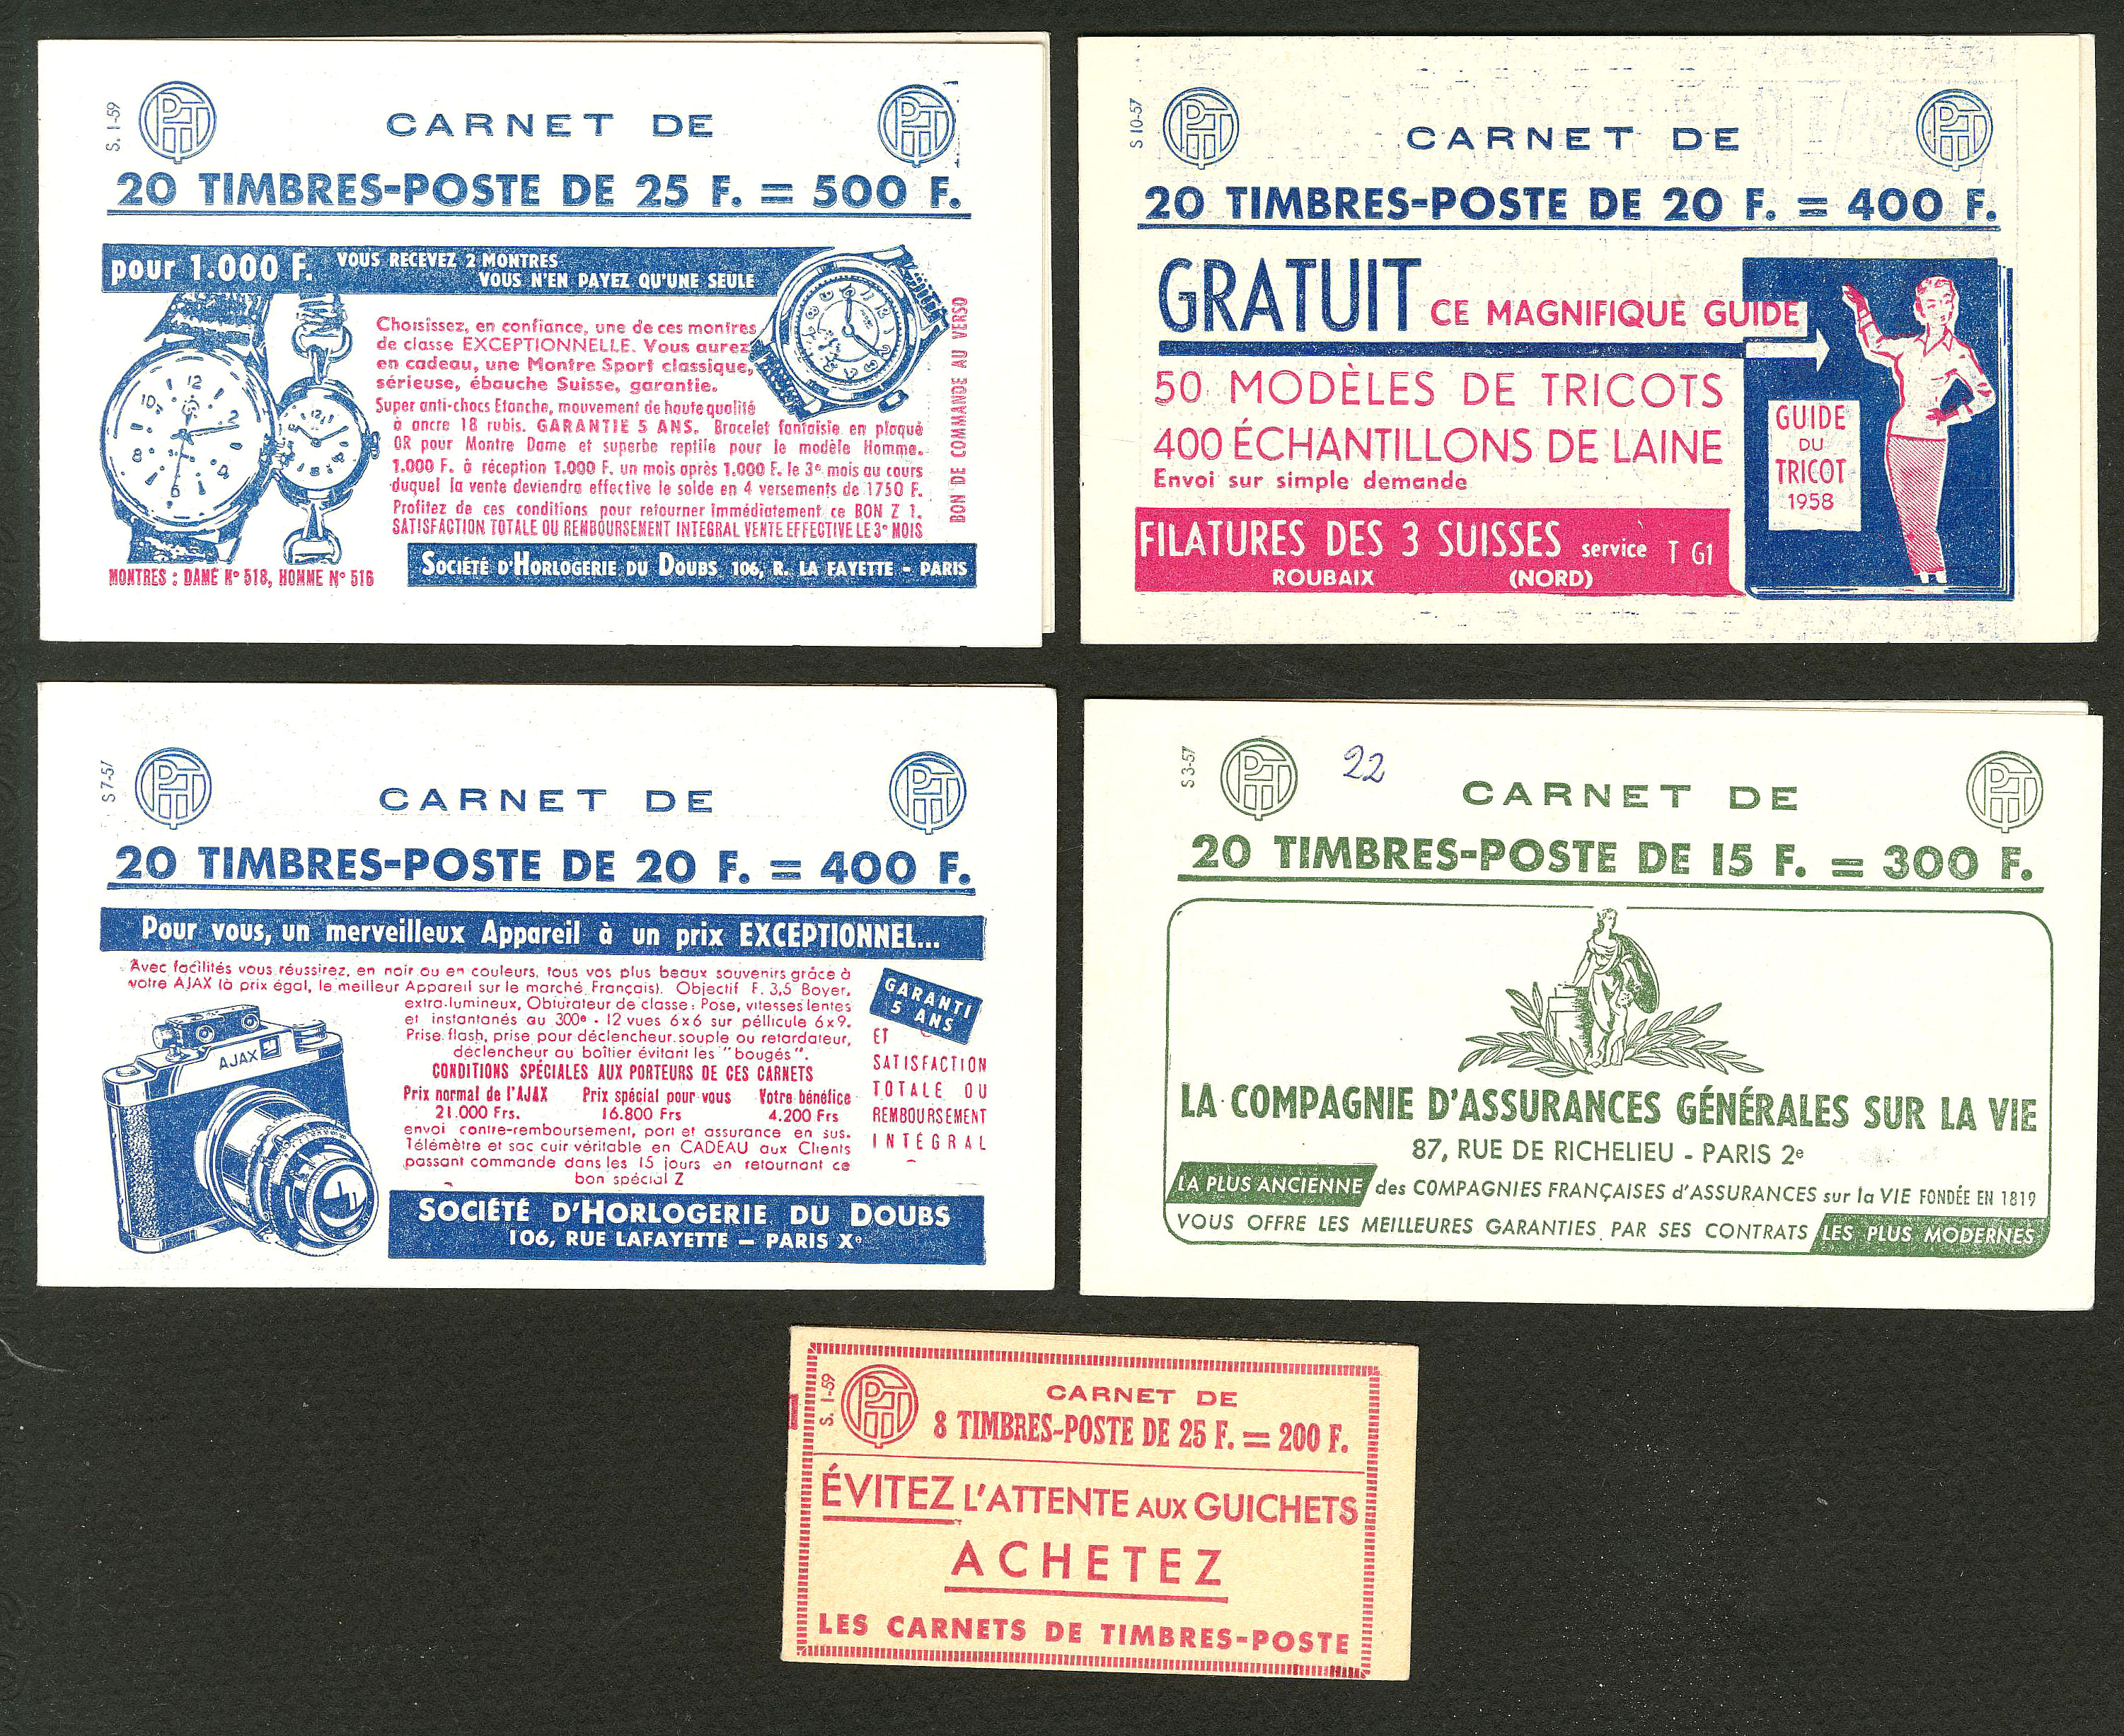 S. 1-59
PTT
CARNET DE
PTT
20 TIMBRES-POSTE DE 25 F. = 500 F.
pour 1.000 F. VOUS RECEVEZ 2 MONTRES
VOUS N'EN PAYEZ QU'UNE SEULE
Choisissez, en confiance, une de ces montres
de classe EXCEPTIONNELLE. Vous aurez
en cadeau, une Montre Sport classique,
sérieuse, ébauche Suisse, garantie.
Super anti-chocs Etanche, mouvement de haute qualité
à ancre 18 rubis. GARANTIE 5 ANS. Bracelet fantaisie en plaqué
OR pour Montre Dame et superbe reptile pour le modèle Homme.
1.000 F. à réception 1.000 F. un mois après 1.000 F. le 3e mois au cours
duquel la vente deviendra effective le solde en 4 versements de 1750 F.
Profitez de ces conditions pour retourner immédiatement ce BON Z 1.
SATISFACTION TOTALE OU REMBOURSEMENT INTEGRAL VENTE EFFECTIVE LE 3e MOIS
BON DE COMMANDE AU VERSO
MONTRES : DAME No 518, HOMME No 516
SOCIÉTÉ D'HORLOGERIE DU DOUBS 106, R. LA FAYETTE - PARIS
S 10-57
PTT
CARNET DE
PTT
20 TIMBRES-POSTE DE 20 F. = 400 F.
GRATUIT CE MAGNIFIQUE GUIDE
50 MODÈLES DE TRICOTS
400 ÉCHANTILLONS DE LAINE
Envoi sur simple demande
GUIDE
DU
TRICOT
1958
FILATURES DES 3 SUISSES service T G1
ROUBAIX (NORD)
S 7-57
PTT
CARNET DE
PTT
20 TIMBRES-POSTE DE 20 F. = 400 F.
Pour vous, un merveilleux Appareil à un prix EXCEPTIONNEL...
Avec facilités vous réussirez, en noir ou en couleurs, tous vos plus beaux souvenirs grâce à
votre AJAX (à prix égal, le meilleur Appareil sur le marché Français). Objectif F. 3,5 Boyer,
extra-lumineux, Obturateur de classe : Pose, vitesses lentes
et instantanés au 300e - 12 vues 6x6 sur péllicule 6x9.
Prise flash, prise pour déclencheur souple ou retardateur,
déclencheur au boîtier évitant les "bougés".
CONDITIONS SPÉCIALES AUX PORTEURS DE CES CARNETS
Prix normal de l'AJAX Prix spécial pour vous Votre bénéfice
21.000 Frs. 16.800 Frs 4.200 Frs
envoi contre-remboursement, port et assurance en sus.
Télémètre et sac cuir véritable en CADEAU aux Clients
passant commande dans les 15 jours en retournant ce
bon spécial Z
GARANTI
5 ANS
ET
SATISFACTION
TOTALE OU
REMBOURSEMENT
INTÉGRAL
AJAX
SOCIÉTÉ D'HORLOGERIE DU DOUBS
106, RUE LAFAYETTE — PARIS Xe
S 3-57
PTT
22
CARNET DE
PTT
20 TIMBRES-POSTE DE 15 F. = 300 F.
LA COMPAGNIE D'ASSURANCES GÉNÉRALES SUR LA VIE
87, RUE DE RICHELIEU - PARIS 2e
LA PLUS ANCIENNE des COMPAGNIES FRANÇAISES d'ASSURANCES sur la VIE FONDÉE EN 1819
VOUS OFFRE LES MEILLEURES GARANTIES PAR SES CONTRATS LES PLUS MODERNES
S. 1-59
PTT
CARNET DE
8 TIMBRES-POSTE DE 25 F. = 200 F.
ÉVITEZ L'ATTENTE AUX GUICHETS
ACHETEZ
LES CARNETS DE TIMBRES-POSTE